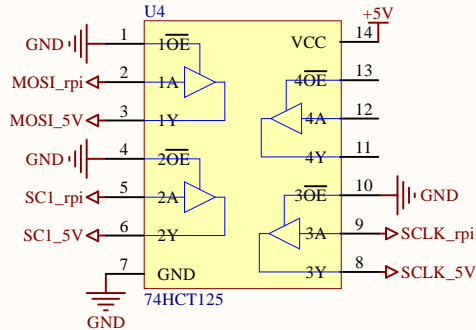 U4
+5V
GND 1 1OE VCC 14
MOSI_rpi 2 1A 4OE 13
MOSI_5V 3 1Y 4A 12
GND 4 2OE 4Y 11
SC1_rpi 5 2A 3OE 10 GND
SC1_5V 6 2Y 3A 9 SCLK_rpi
7 GND 3Y 8 SCLK_5V
74HCT125
GND